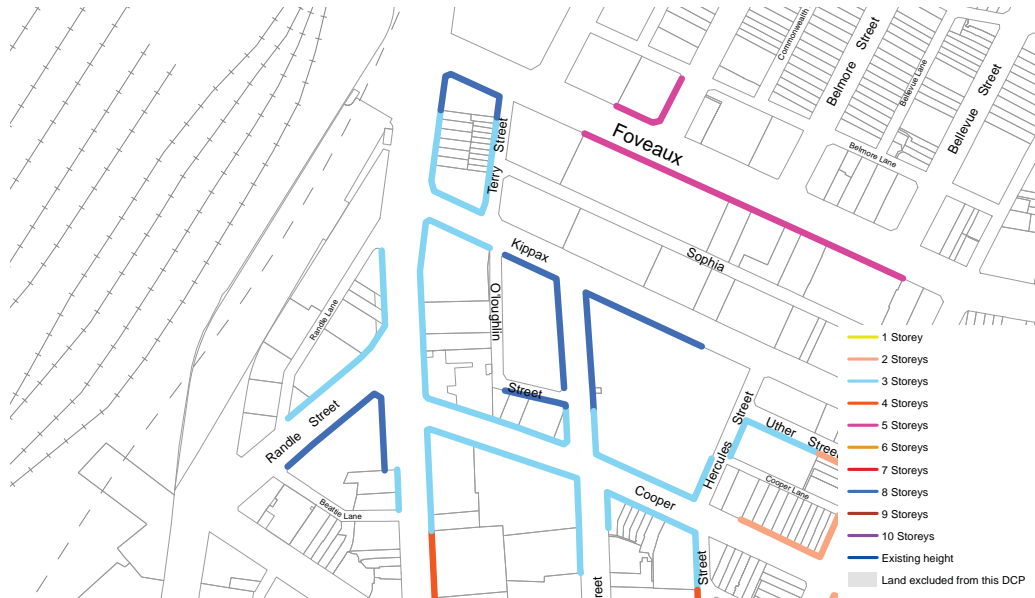 Commonwealth
Belmore Street
Bellevue Lane
Bellevue Street
Foveaux
Belmore Lane
Terry Street
Kippax
Sophia
O'loughlin
Street
Randle Lane
Randle Street
Beattie Lane
Hercules Street
Uther Street
Cooper Lane
Cooper
Street
treet
1 Storey
2 Storeys
3 Storeys
4 Storeys
5 Storeys
6 Storeys
7 Storeys
8 Storeys
9 Storeys
10 Storeys
Existing height
Land excluded from this DCP